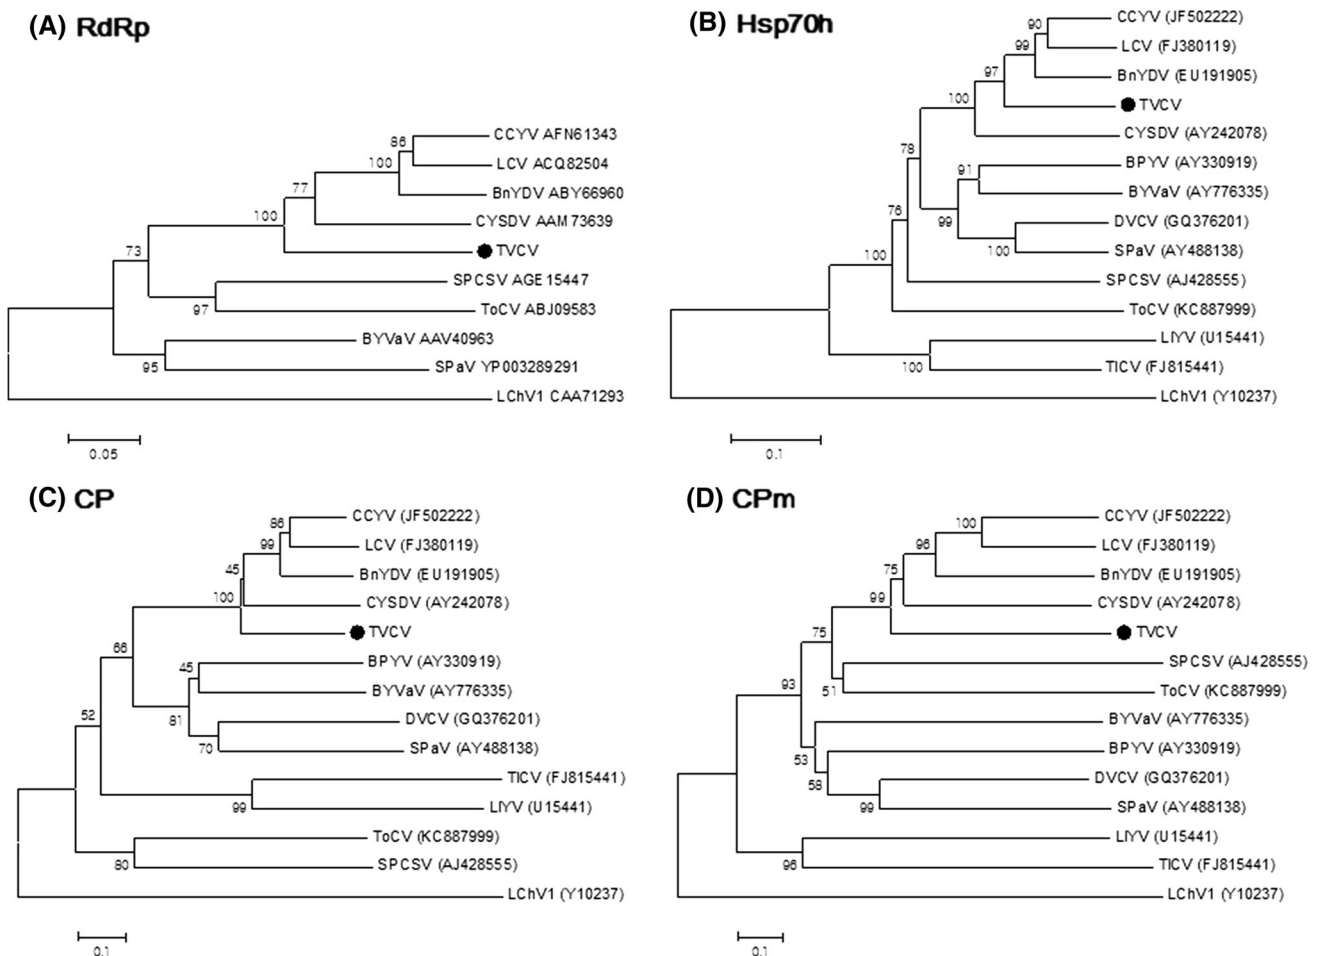 (A) RdRp
86
CCYV AFN61343
100
LCV ACQ82504
77
BnYDV ABY66960
100
CYSDV AAM73639
73
TVCV
SPCSV AGE15447
97
ToCV ABJ09583
BYVaV AAV40963
95
SPaV YP003289291
LChV1 CAA71293
0.05
(B) Hsp70h
90
CCYV (JF502222)
99
LCV (FJ380119)
97
BnYDV (EU191905)
100
TVCV
CYSDV (AY242078)
78
91
BPYV (AY330919)
BYVaV (AY776335)
76
99
DVCV (GQ376201)
100
100
SPaV (AY488138)
SPCSV (AJ428555)
ToCV (KC887999)
LIYV (U15441)
100
TICV (FJ815441)
LChV1 (Y10237)
0.1
(C) CP
86
CCYV (JF502222)
99
LCV (FJ380119)
45
BnYDV (EU191905)
100
CYSDV (AY242078)
TVCV
66
45
BPYV (AY330919)
BYVaV (AY776335)
52
81
DVCV (GQ376201)
70
SPaV (AY488138)
TICV (FJ815441)
99
LIYV (U15441)
ToCV (KC887999)
80
SPCSV (AJ428555)
LChV1 (Y10237)
0.1
(D) CPm
100
CCYV (JF502222)
96
LCV (FJ380119)
75
BnYDV (EU191905)
99
CYSDV (AY242078)
75
TVCV
SPCSV (AJ428555)
93
51
ToCV (KC887999)
BYVaV (AY776335)
53
BPYV (AY330919)
58
DVCV (GQ376201)
99
SPaV (AY488138)
LIYV (U15441)
96
TICV (FJ815441)
LChV1 (Y10237)
0.1